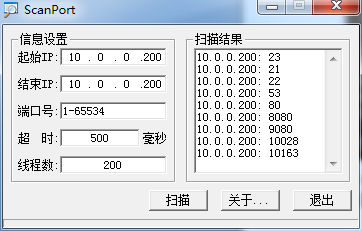 ScanPort
信息设置
起始IP: 10 . 0 . 0 .200
结束IP: 10 . 0 . 0 .200
端口号: 1-65534
超 时: 500 毫秒
线程数: 200
扫描结果
10.0.0.200: 23
10.0.0.200: 21
10.0.0.200: 22
10.0.0.200: 53
10.0.0.200: 80
10.0.0.200: 8080
10.0.0.200: 9080
10.0.0.200: 10028
10.0.0.200: 10163
扫描 关于... 退出